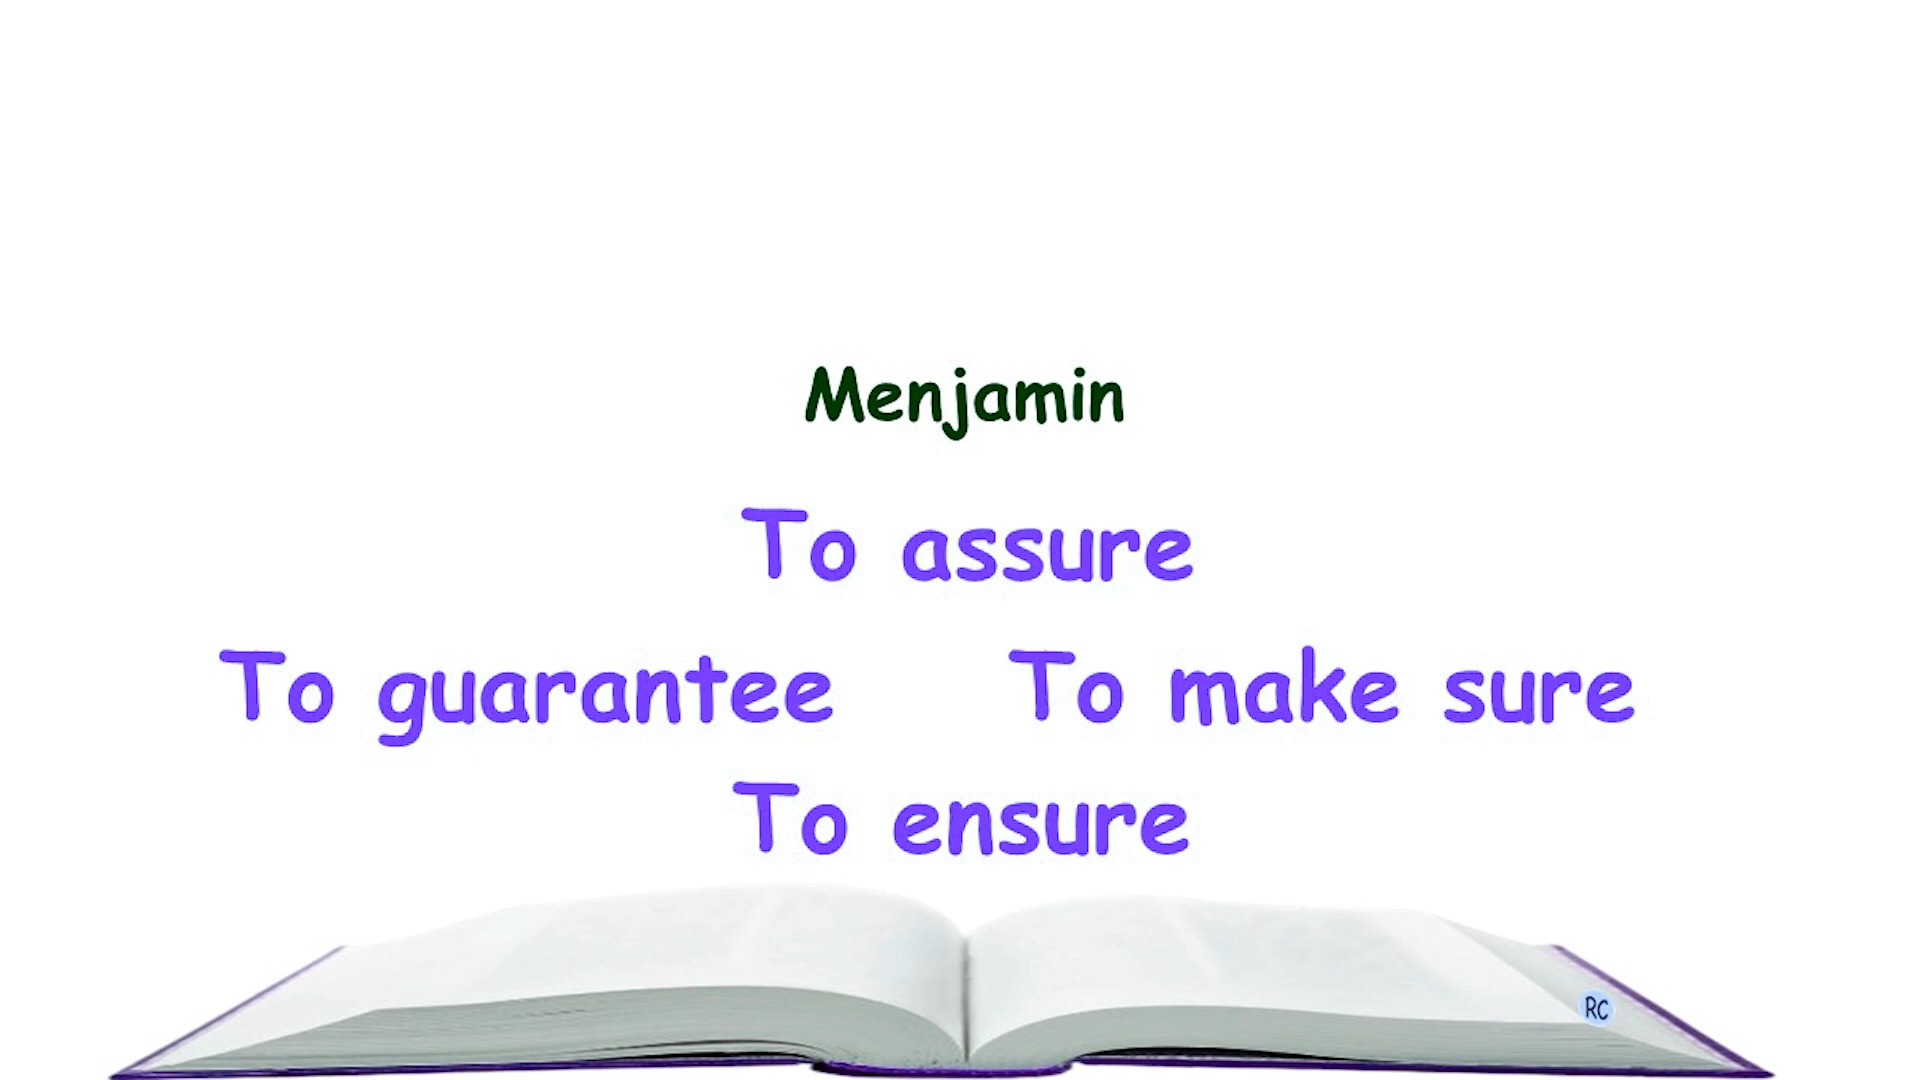 Menjamin
To assure
To guarantee To make sure
To ensure
RC